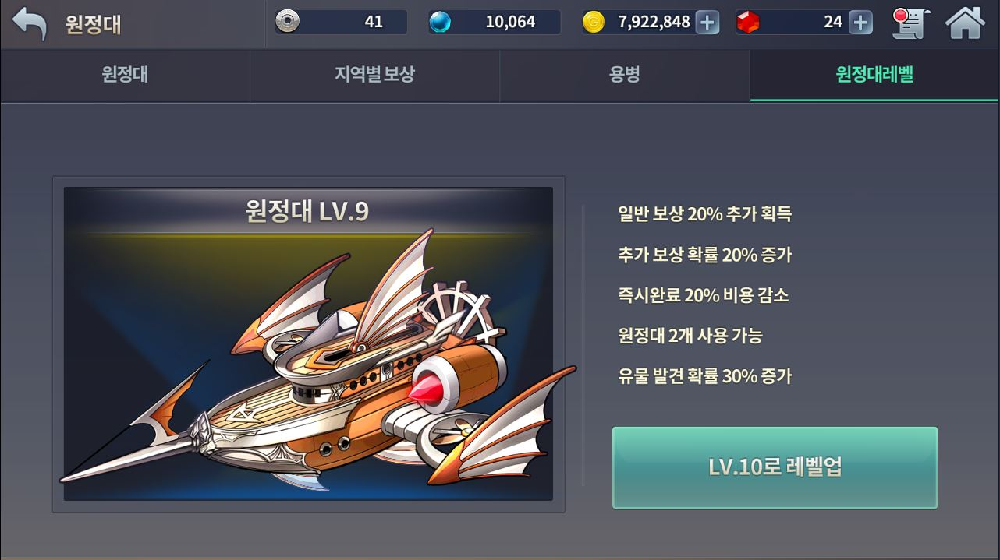 원정대
41
10,064
7,922,848
24
원정대
지역별 보상
용병
원정대레벨
원정대 LV.9
일반 보상 20% 추가 획득
추가 보상 확률 20% 증가
즉시완료 20% 비용 감소
원정대 2개 사용 가능
유물 발견 확률 30% 증가
LV.10로 레벨업